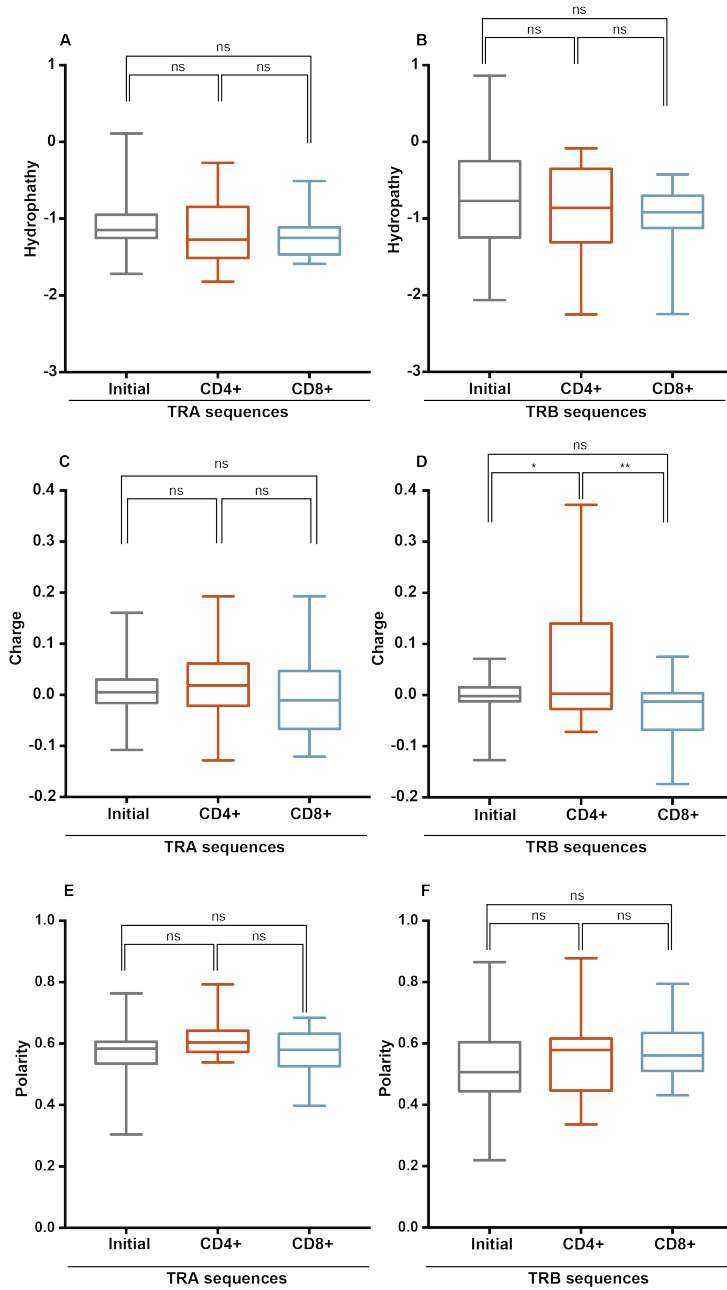 A
ns
ns
ns
1
0
-1
-2
-3
Hydrophathy
Initial
CD4+
CD8+
TRA sequences
B
ns
ns
ns
1
0
-1
-2
-3
Hydropathy
Initial
CD4+
CD8+
TRB sequences
C
ns
ns
ns
0.4
0.3
0.2
0.1
0.0
-0.1
-0.2
Charge
Initial
CD4+
CD8+
TRA sequences
D
ns
*
**
0.4
0.3
0.2
0.1
0.0
-0.1
-0.2
Charge
Initial
CD4+
CD8+
TRB sequences
E
ns
ns
ns
1.0
0.8
0.6
0.4
0.2
0.0
Polarity
Initial
CD4+
CD8+
TRA sequences
F
ns
ns
ns
1.0
0.8
0.6
0.4
0.2
0.0
Polarity
Initial
CD4+
CD8+
TRB sequences